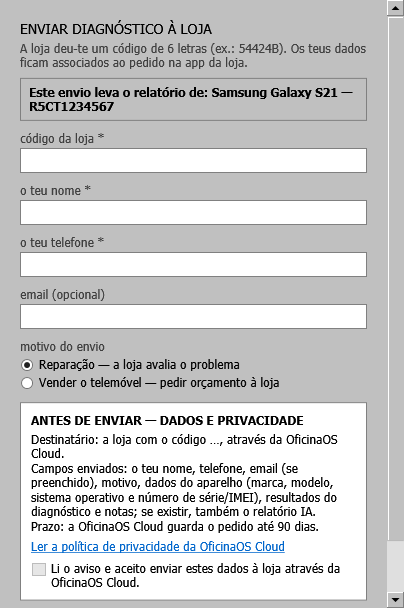 ENVIAR DIAGNÓSTICO À LOJA
A loja deu-te um código de 6 letras (ex.: 54424B). Os teus dados
ficam associados ao pedido na app da loja.
Este envio leva o relatório de: Samsung Galaxy S21 —
R5CT1234567
código da loja *
o teu nome *
o teu telefone *
email (opcional)
motivo do envio
Reparação — a loja avalia o problema
Vender o telemóvel — pedir orçamento à loja
ANTES DE ENVIAR — DADOS E PRIVACIDADE
Destinatário: a loja com o código ..., através da OficinaOS
Cloud.
Campos enviados: o teu nome, telefone, email (se
preenchido), motivo, dados do aparelho (marca, modelo,
sistema operativo e número de série/IMEI), resultados do
diagnóstico e notas; se existir, também o relatório IA.
Prazo: a OficinaOS Cloud guarda o pedido até 90 dias.
Ler a política de privacidade da OficinaOS Cloud
Li o aviso e aceito enviar estes dados à loja através da
OficinaOS Cloud.